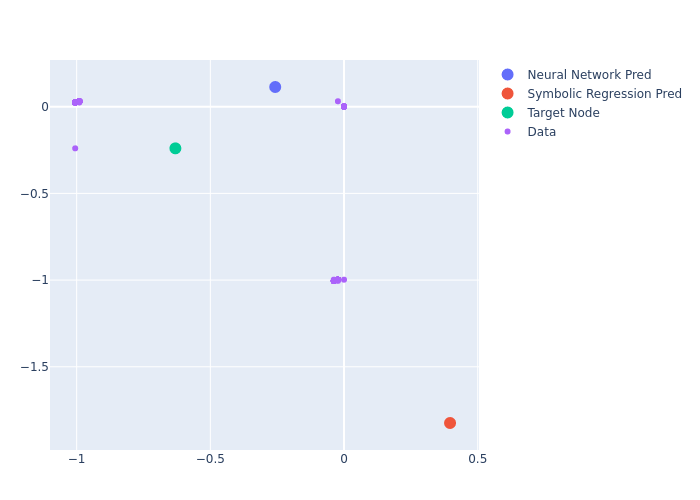 Neural Network Pred
Symbolic Regression Pred
Target Node
Data
0
−0.5
−1
−1.5
−1
−0.5
0
0.5